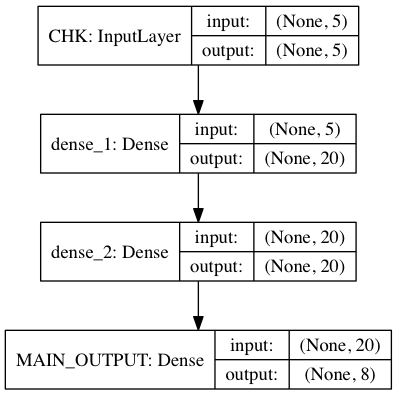 CHK: InputLayer
input: (None, 5)
output: (None, 5)
dense_1: Dense
input: (None, 5)
output: (None, 20)
dense_2: Dense
input: (None, 20)
output: (None, 20)
MAIN_OUTPUT: Dense
input: (None, 20)
output: (None, 8)